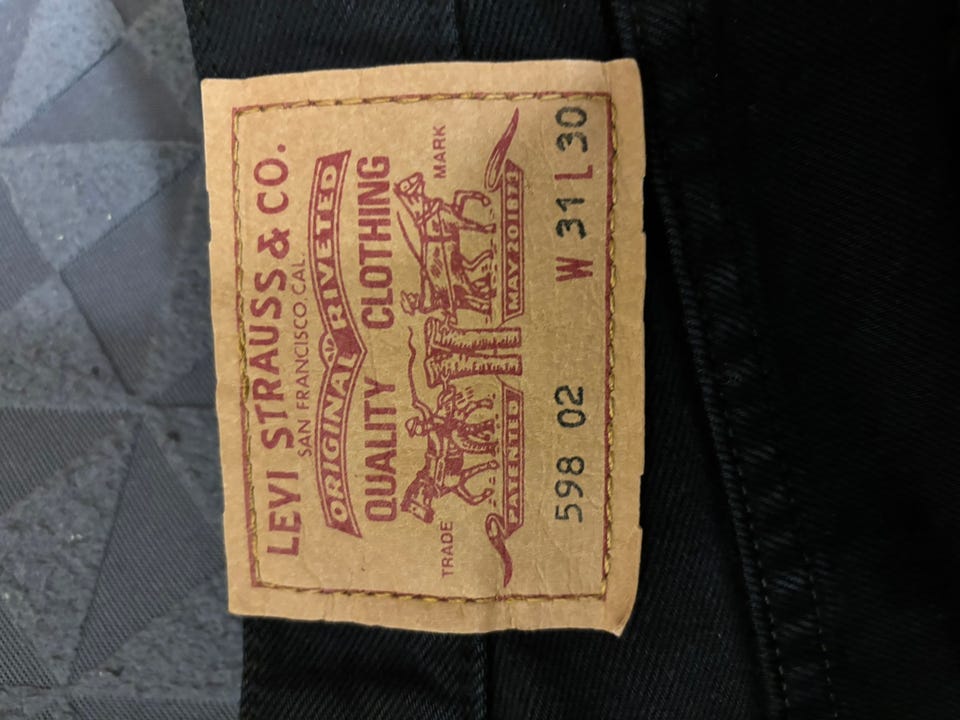 LEVI STRAUSS & CO.
SAN FRANCISCO, CAL.
ORIGINAL RIVETED
QUALITY CLOTHING
TRADE MARK
PATENTED MAY 20 1873
598 02 W 31 L 30